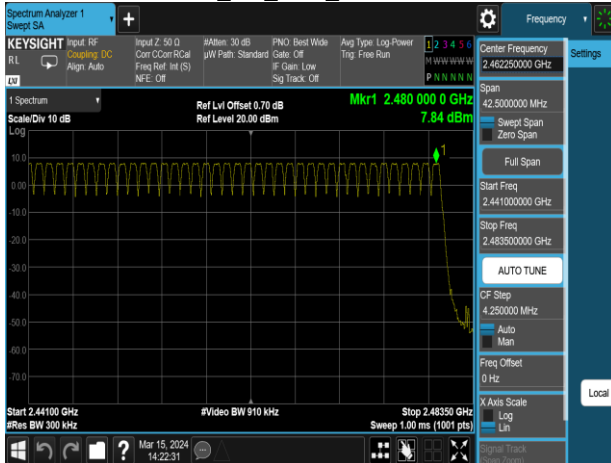 Spectrum Analyzer 1
Swept SA
+
Frequency
KEYSIGHT
RL
LXI
Input: RF
Coupling: DC
Align: Auto
Input Z: 50 Ω
Corr CCorr RCal
Freq Ref: Int (S)
NFE: Off
#Atten: 30 dB
µW Path: Standard
PNO: Best Wide
Gate: Off
IF Gain: Low
Sig Track: Off
Avg Type: Log-Power
Trig: Free Run
1 2 3 4 5 6
M W W W W W
P N N N N N
1 Spectrum
Scale/Div 10 dB
Ref Lvl Offset 0.70 dB
Ref Level 20.00 dBm
Mkr1 2.480 000 0 GHz
7.84 dBm
Log
10.0
0.00
-10.0
-20.0
-30.0
-40.0
-50.0
-60.0
-70.0
1
Start 2.44100 GHz
#Res BW 300 kHz
#Video BW 910 kHz
Stop 2.48350 GHz
Sweep 1.00 ms (1001 pts)
?
Mar 15, 2024
14:22:31
Center Frequency
2.462250000 GHz
Span
42.5000000 MHz
Swept Span
Zero Span
Full Span
Start Freq
2.441000000 GHz
Stop Freq
2.483500000 GHz
AUTO TUNE
CF Step
4.250000 MHz
Auto
Man
Freq Offset
0 Hz
X Axis Scale
Log
Lin
Signal Track
(Span Zoom)
Settings
Local